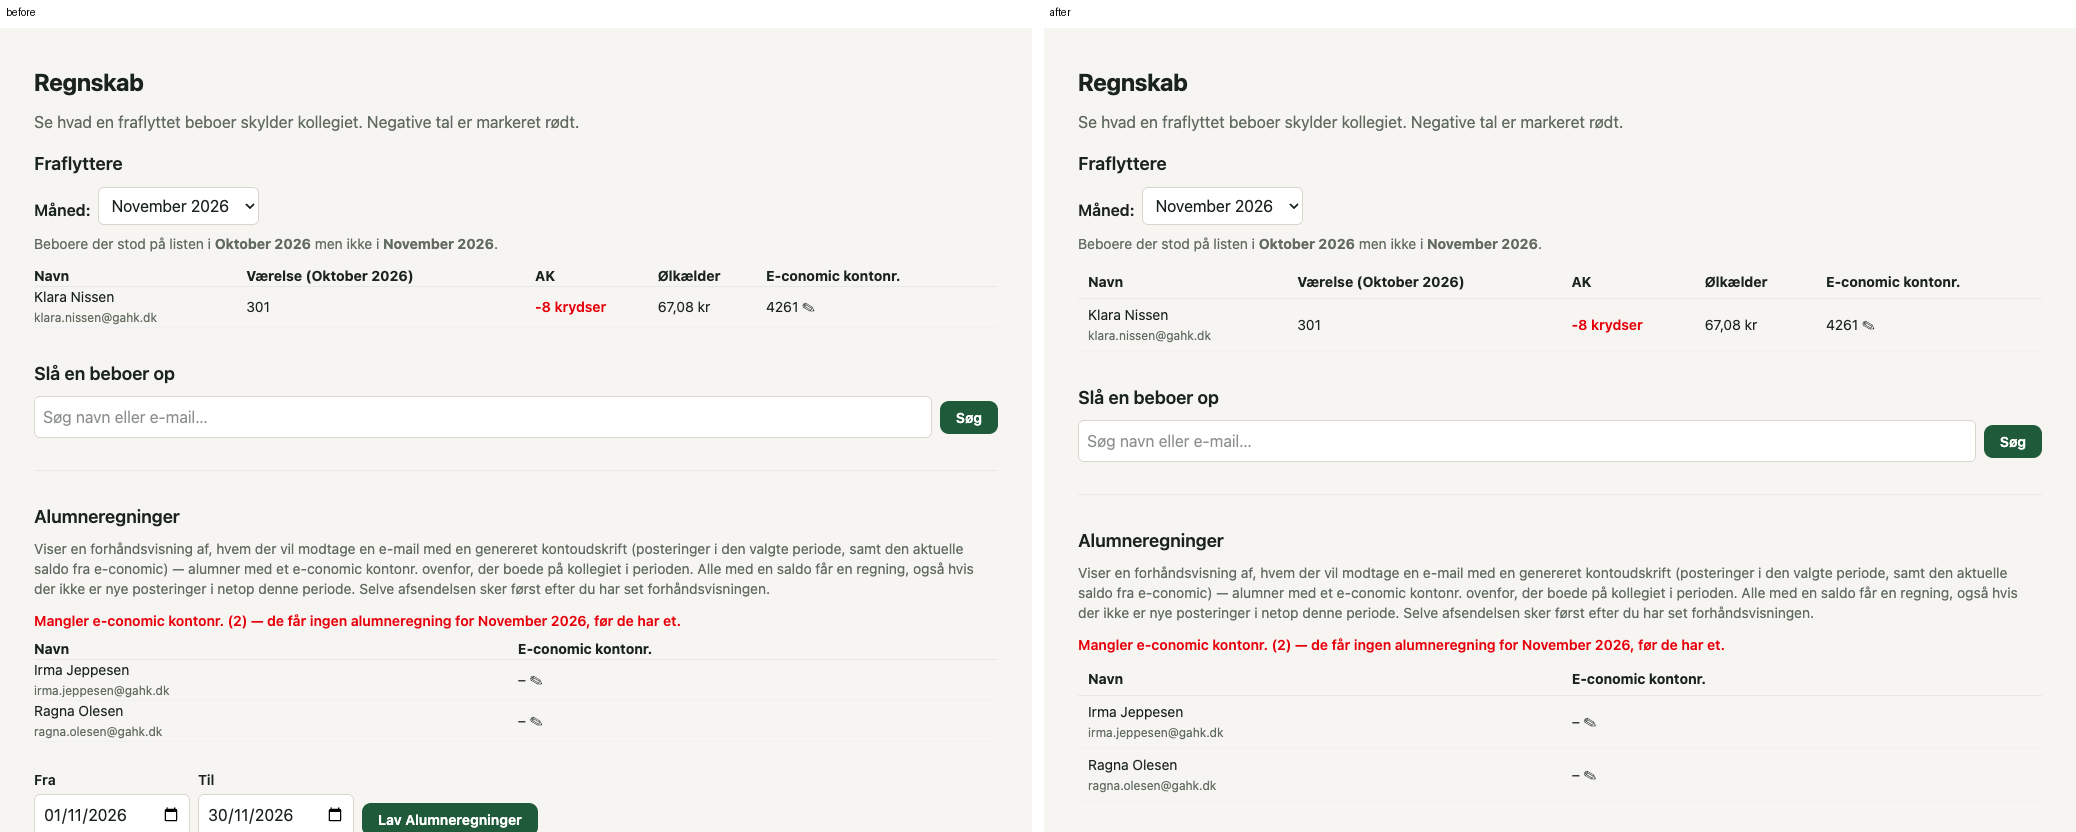 before
Regnskab
Se hvad en fraflyttet beboer skylder kollegiet. Negative tal er markeret rødt.
Fraflyttere
Måned: November 2026
Beboere der stod på listen i Oktober 2026 men ikke i November 2026.
Navn Værelse (Oktober 2026) AK Ølkælder E-conomic kontonr.
Klara Nissen
klara.nissen@gahk.dk
301 -8 krydser 67,08 kr 4261 ✎
Slå en beboer op
Søg navn eller e-mail... Søg
Alumneregninger
Viser en forhåndsvisning af, hvem der vil modtage en e-mail med en genereret kontoudskrift (posteringer i den valgte periode, samt den aktuelle
saldo fra e-conomic) — alumner med et e-conomic kontonr. ovenfor, der boede på kollegiet i perioden. Alle med en saldo får en regning, også hvis
der ikke er nye posteringer i netop denne periode. Selve afsendelsen sker først efter du har set forhåndsvisningen.
Mangler e-conomic kontonr. (2) — de får ingen alumneregning for November 2026, før de har et.
Navn E-conomic kontonr.
Irma Jeppesen
irma.jeppesen@gahk.dk
– ✎
Ragna Olesen
ragna.olesen@gahk.dk
– ✎
Fra Til
01/11/2026 30/11/2026 Lav Alumneregninger
after
Regnskab
Se hvad en fraflyttet beboer skylder kollegiet. Negative tal er markeret rødt.
Fraflyttere
Måned: November 2026
Beboere der stod på listen i Oktober 2026 men ikke i November 2026.
Navn Værelse (Oktober 2026) AK Ølkælder E-conomic kontonr.
Klara Nissen
klara.nissen@gahk.dk
301 -8 krydser 67,08 kr 4261 ✎
Slå en beboer op
Søg navn eller e-mail... Søg
Alumneregninger
Viser en forhåndsvisning af, hvem der vil modtage en e-mail med en genereret kontoudskrift (posteringer i den valgte periode, samt den aktuelle
saldo fra e-conomic) — alumner med et e-conomic kontonr. ovenfor, der boede på kollegiet i perioden. Alle med en saldo får en regning, også hvis
der ikke er nye posteringer i netop denne periode. Selve afsendelsen sker først efter du har set forhåndsvisningen.
Mangler e-conomic kontonr. (2) — de får ingen alumneregning for November 2026, før de har et.
Navn E-conomic kontonr.
Irma Jeppesen
irma.jeppesen@gahk.dk
– ✎
Ragna Olesen
ragna.olesen@gahk.dk
– ✎